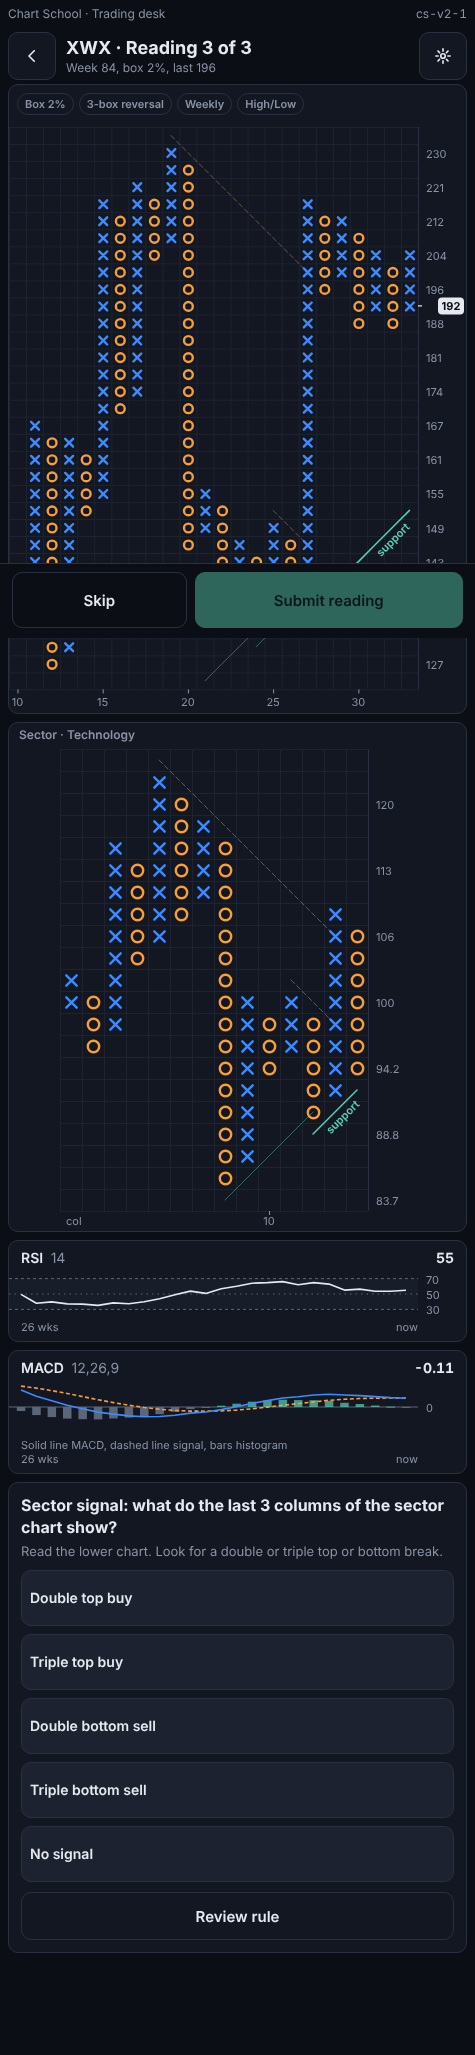 Chart School · Trading desk
cs-v2-1
XWX · Reading 3 of 3
Week 84, box 2%, last 196
Box 2%
3-box reversal
Weekly
High/Low
230
221
212
204
196
192
188
181
174
167
161
155
149
support
Skip
Submit reading
127
10 15 20 25 30
Sector · Technology
120
113
106
100
94.2
88.8
support
83.7
col 10
RSI 14
55
70
50
30
26 wks now
MACD 12,26,9
-0.11
0
Solid line MACD, dashed line signal, bars histogram
26 wks now
Sector signal: what do the last 3 columns of the sector
chart show?
Read the lower chart. Look for a double or triple top or bottom break.
Double top buy
Triple top buy
Double bottom sell
Triple bottom sell
No signal
Review rule